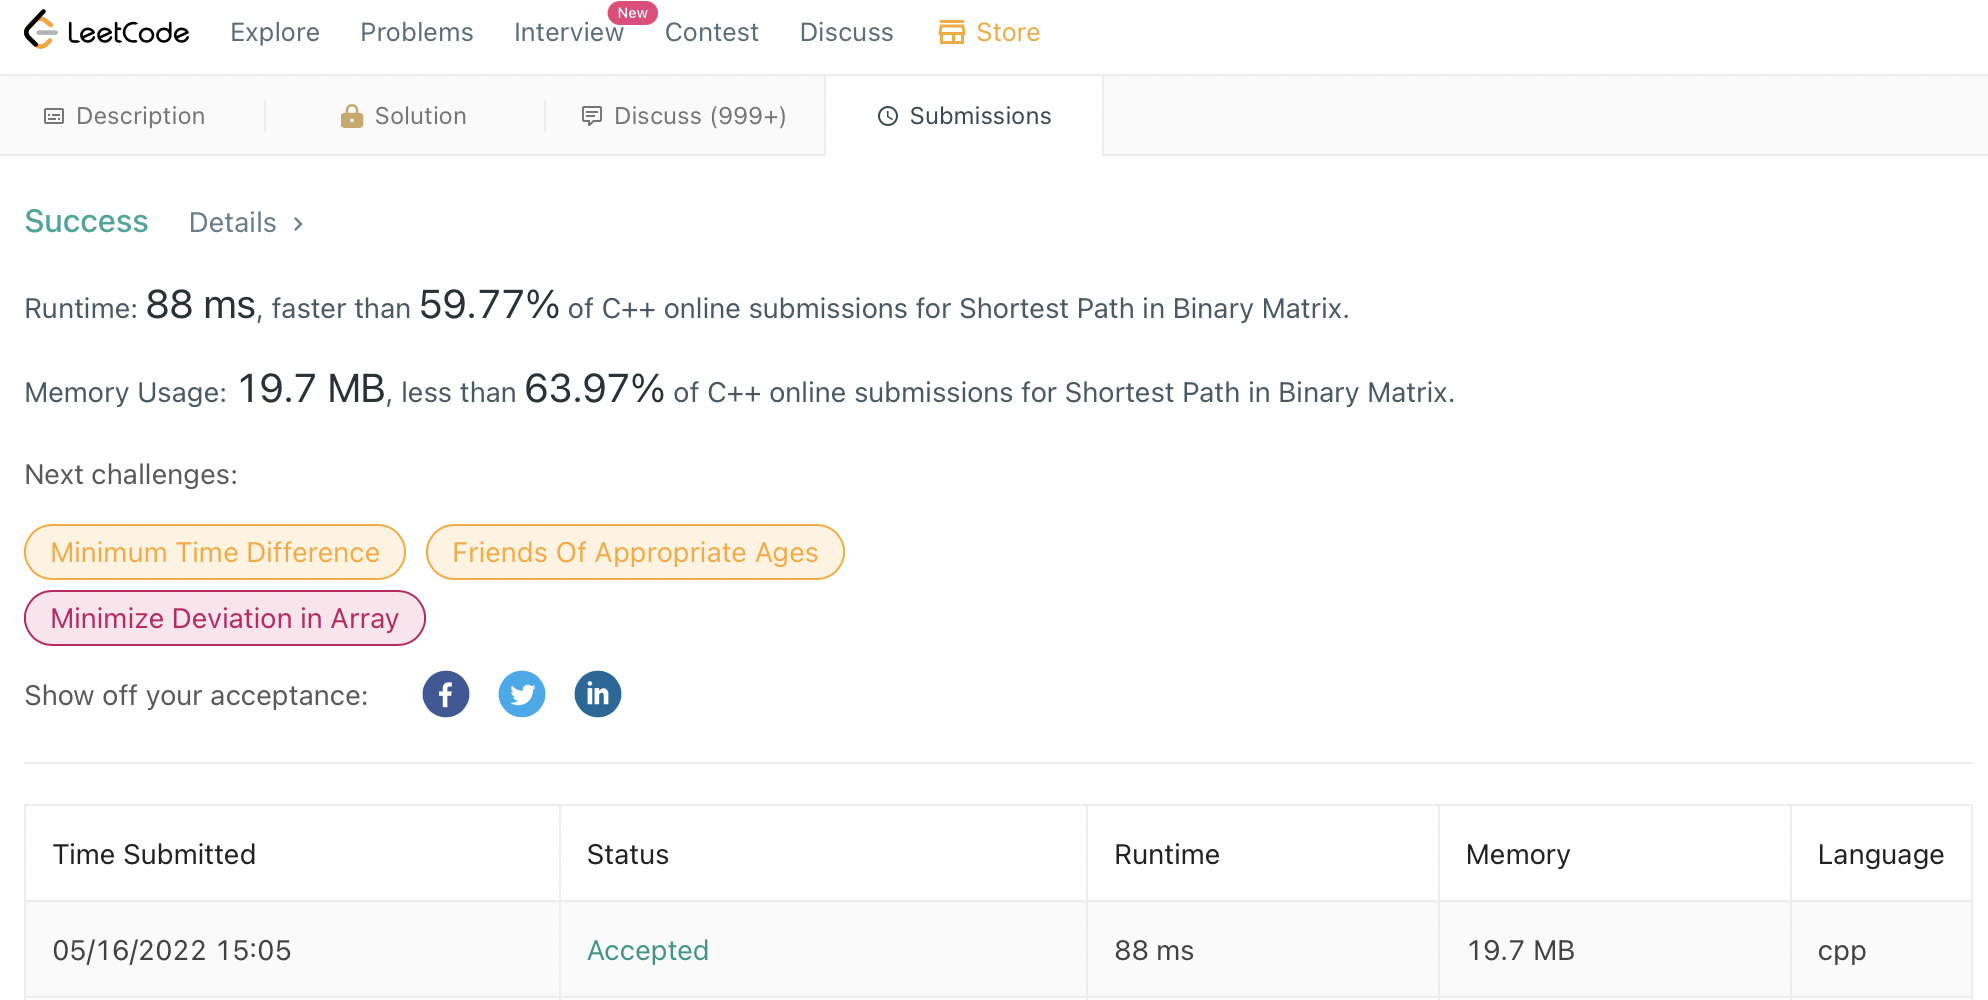 LeetCode Explore Problems Interview New Contest Discuss Store
Description Solution Discuss (999+) Submissions
Success Details >
Runtime: 88 ms, faster than 59.77% of C++ online submissions for Shortest Path in Binary Matrix.
Memory Usage: 19.7 MB, less than 63.97% of C++ online submissions for Shortest Path in Binary Matrix.
Next challenges:
Minimum Time Difference Friends Of Appropriate Ages
Minimize Deviation in Array
Show off your acceptance: f in
Time Submitted Status Runtime Memory Language
05/16/2022 15:05 Accepted 88 ms 19.7 MB cpp